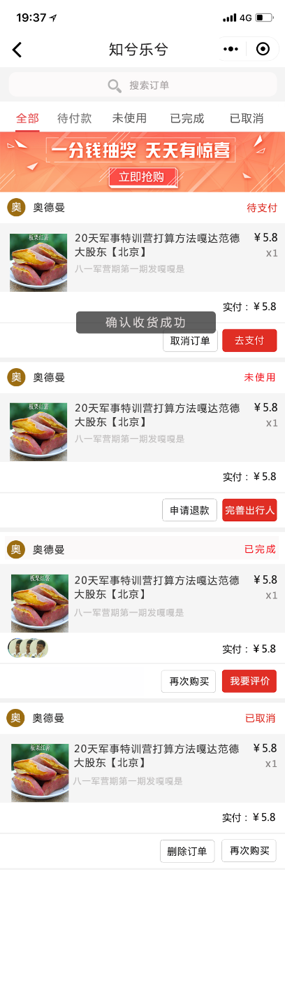 19:37
4G
知兮乐兮
搜索订单
全部 待付款 未使用 已完成 已取消
一分钱抽奖 天天有惊喜
立即抢购
奥 奥德曼 待支付
板栗红薯
20天军事特训营打算方法嘎达范德 ¥5.8
大股东【北京】 x1
八一军营期第一期发嘎嘎是
实付：¥5.8
确认收货成功
取消订单 去支付
奥 奥德曼 未使用
板栗红薯
20天军事特训营打算方法嘎达范德 ¥5.8
大股东【北京】 x1
八一军营期第一期发嘎嘎是
实付：¥5.8
申请退款 完善出行人
奥 奥德曼 已完成
板栗红薯
20天军事特训营打算方法嘎达范德 ¥5.8
大股东【北京】 x1
八一军营期第一期发嘎嘎是
实付：¥5.8
再次购买 我要评价
奥 奥德曼 已取消
板栗红薯
20天军事特训营打算方法嘎达范德 ¥5.8
大股东【北京】 x1
八一军营期第一期发嘎嘎是
实付：¥5.8
删除订单 再次购买